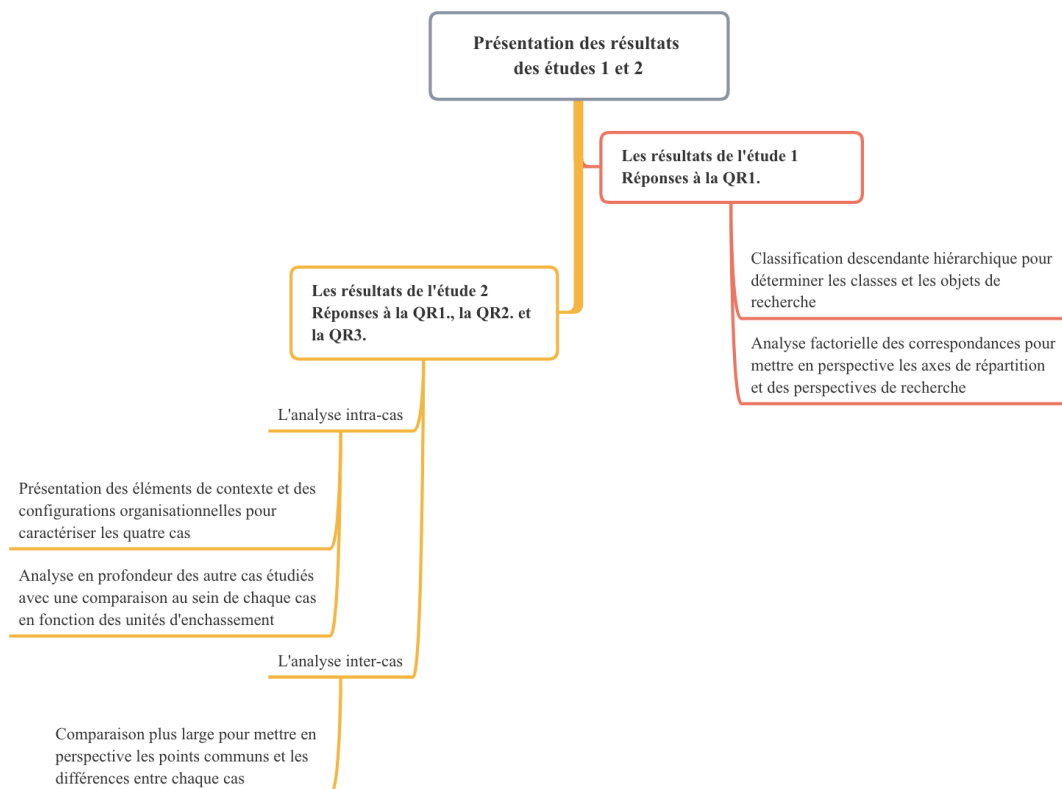 Présentation des résultats
des études 1 et 2
Les résultats de l'étude 1
Réponses à la QR1.
Classification descendante hiérarchique pour
déterminer les classes et les objets de
recherche
Analyse factorielle des correspondances pour
mettre en perspective les axes de répartition
et des perspectives de recherche
Les résultats de l'étude 2
Réponses à la QR1., la QR2. et
la QR3.
L'analyse intra-cas
Présentation des éléments de contexte et des
configurations organisationnelles pour
caractériser les quatre cas
Analyse en profondeur des autre cas étudiés
avec une comparaison au sein de chaque cas
en fonction des unités d'enchassement
L'analyse inter-cas
Comparaison plus large pour mettre en
perspective les points communs et les
différences entre chaque cas